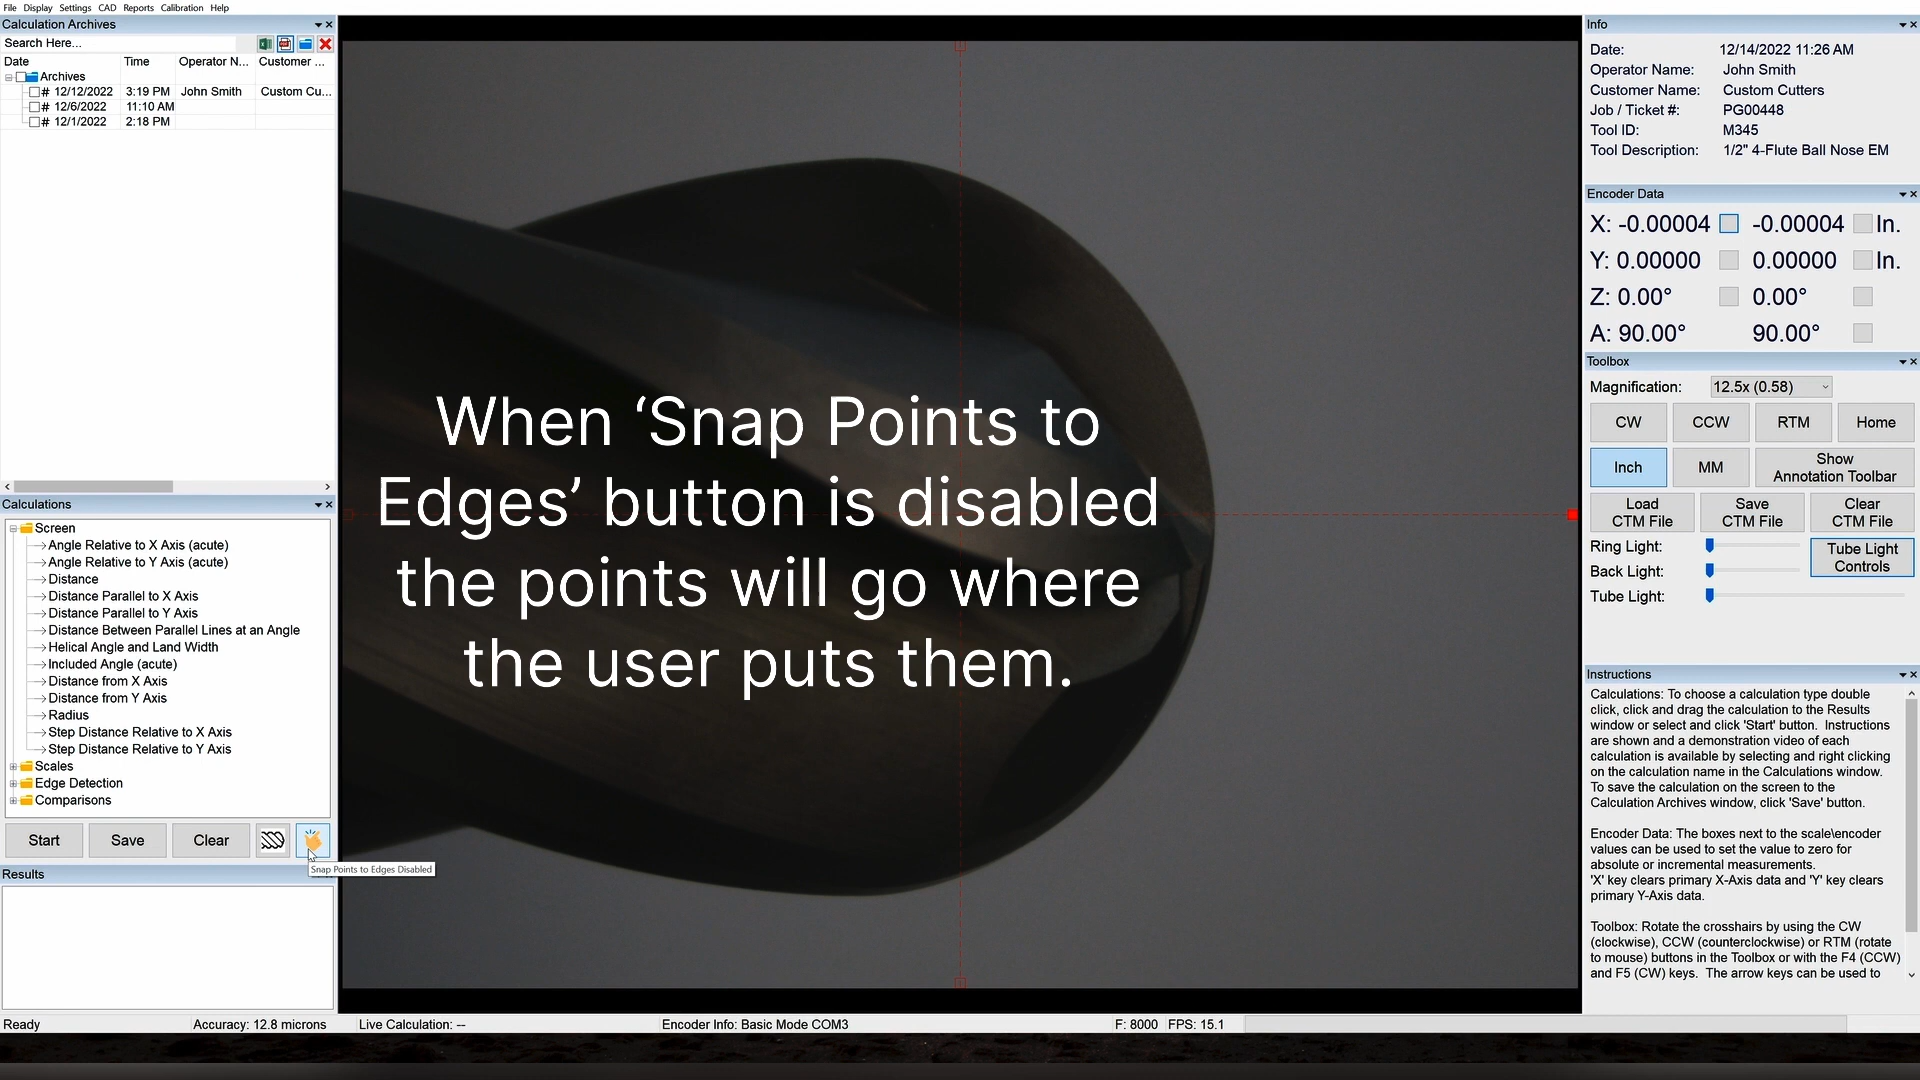 File Display Settings CAD Reports Calibration Help
Calculation Archives
Search Here...
Date Time Operator N... Customer ...
Archives
# 12/12/2022 3:19 PM John Smith Custom Cu...
# 12/6/2022 11:10 AM
# 12/1/2022 2:18 PM
Calculations
Screen
Angle Relative to X Axis (acute)
Angle Relative to Y Axis (acute)
Distance
Distance Parallel to X Axis
Distance Parallel to Y Axis
Distance Between Parallel Lines at an Angle
Helical Angle and Land Width
Included Angle (acute)
Distance from X Axis
Distance from Y Axis
Radius
Step Distance Relative to X Axis
Step Distance Relative to Y Axis
Scales
Edge Detection
Comparisons
Start Save Clear
Snap Points to Edges Disabled
Results
When ‘Snap Points to
Edges’ button is disabled
the points will go where
the user puts them.
Info
Date: 12/14/2022 11:26 AM
Operator Name: John Smith
Customer Name: Custom Cutters
Job / Ticket #: PG00448
Tool ID: M345
Tool Description: 1/2" 4-Flute Ball Nose EM
Encoder Data
X: -0.00004 -0.00004 In.
Y: 0.00000 0.00000 In.
Z: 0.00° 0.00°
A: 90.00° 90.00°
Toolbox
Magnification: 12.5x (0.58)
CW CCW RTM Home
Inch MM Show
Annotation Toolbar
Load Save Clear
CTM File CTM File CTM File
Ring Light:
Back Light:
Tube Light:
Tube Light
Controls
Instructions
Calculations: To choose a calculation type double
click, click and drag the calculation to the Results
window or select and click 'Start' button. Instructions
are shown and a demonstration video of each
calculation is available by selecting and right clicking
on the calculation name in the Calculations window.
To save the calculation on the screen to the
Calculation Archives window, click 'Save' button.
Encoder Data: The boxes next to the scale\encoder
values can be used to set the value to zero for
absolute or incremental measurements.
'X' key clears primary X-Axis data and 'Y' key clears
primary Y-Axis data.
Toolbox: Rotate the crosshairs by using the CW
(clockwise), CCW (counterclockwise) or RTM (rotate
to mouse) buttons in the Toolbox or with the F4 (CCW)
and F5 (CW) keys. The arrow keys can be used to
Ready Accuracy: 12.8 microns Live Calculation: -- Encoder Info: Basic Mode COM3 F: 8000 FPS: 15.1